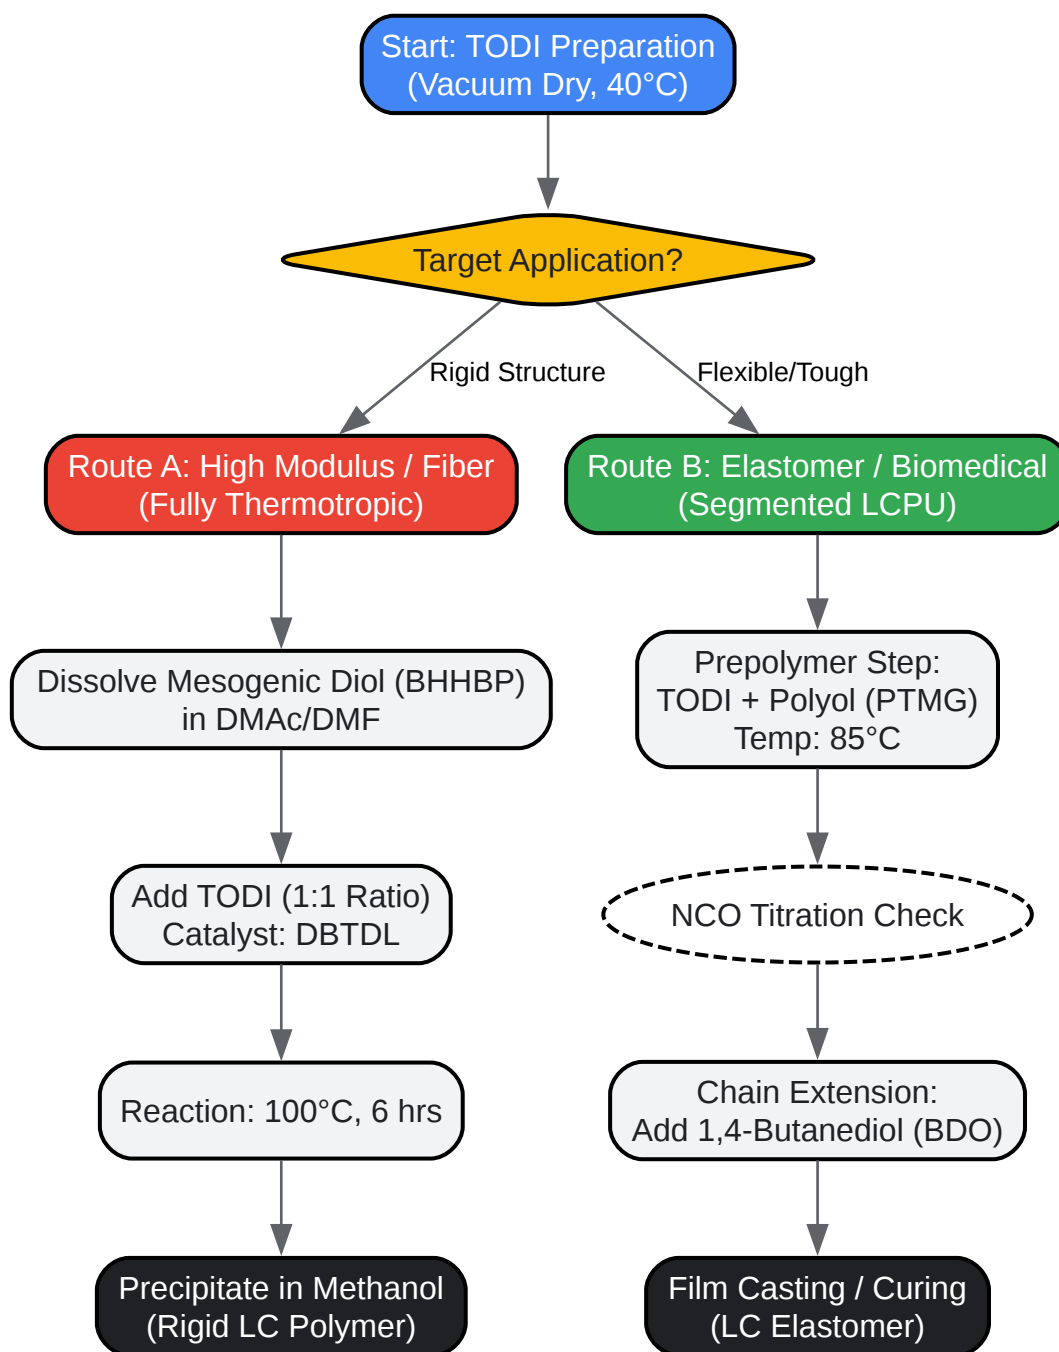 Start: TODI Preparation
(Vacuum Dry, 40°C)
Target Application?
Rigid Structure
Flexible/Tough
Route A: High Modulus / Fiber
(Fully Thermotropic)
Route B: Elastomer / Biomedical
(Segmented LCPU)
Dissolve Mesogenic Diol (BHHBP)
in DMAc/DMF
Prepolymer Step:
TODI + Polyol (PTMG)
Temp: 85°C
Add TODI (1:1 Ratio)
Catalyst: DBTDL
NCO Titration Check
Reaction: 100°C, 6 hrs
Chain Extension:
Add 1,4-Butanediol (BDO)
Precipitate in Methanol
(Rigid LC Polymer)
Film Casting / Curing
(LC Elastomer)